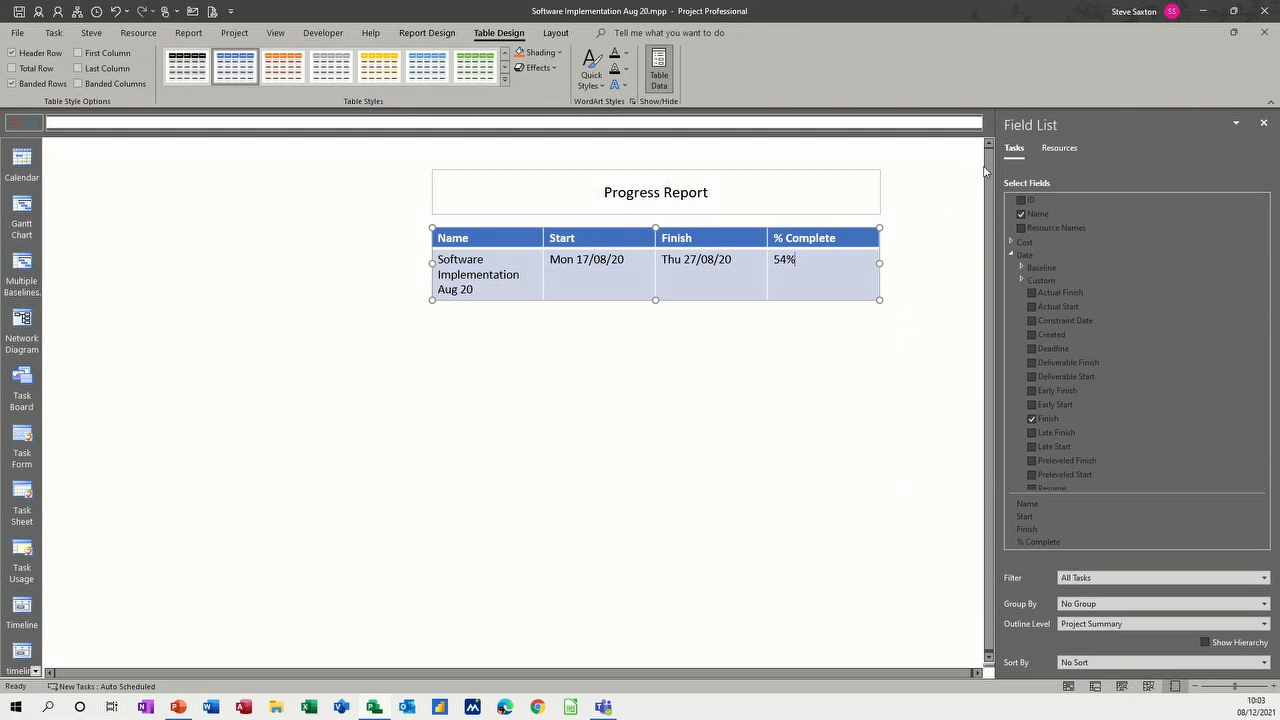 Software Implementation Aug 20.mpp - Project Professional
Steve Saxton
SS
File
Task
Steve
Resource
Report
Project
View
Developer
Help
Report Design
Table Design
Layout
Tell me what you want to do
Header Row
First Column
Total Row
Last Column
Banded Rows
Banded Columns
Table Style Options
Table Styles
Shading
Effects
Quick
Styles
WordArt Styles
Table
Data
Show/Hide
Calendar
Gantt
Chart
Multiple
Baselines.
Network
Diagram
Task
Board
Task
Form
Task
Sheet
Task
Usage
Timeline
Progress Report
Name Start Finish % Complete
Software Mon 17/08/20 Thu 27/08/20 54%
Implementation
Aug 20
Field List
Tasks Resources
Select Fields
ID
Name
Resource Names
Cost
Date
Baseline
Custom
Actual Finish
Actual Start
Constraint Date
Created
Deadline
Deliverable Finish
Deliverable Start
Early Finish
Early Start
Finish
Late Finish
Late Start
Preleveled Finish
Preleveled Start
Resume
Name
Start
Finish
% Complete
Filter All Tasks
Group By No Group
Outline Level Project Summary
Show Hierarchy
Sort By No Sort
Ready New Tasks : Auto Scheduled
10:03
08/12/2021